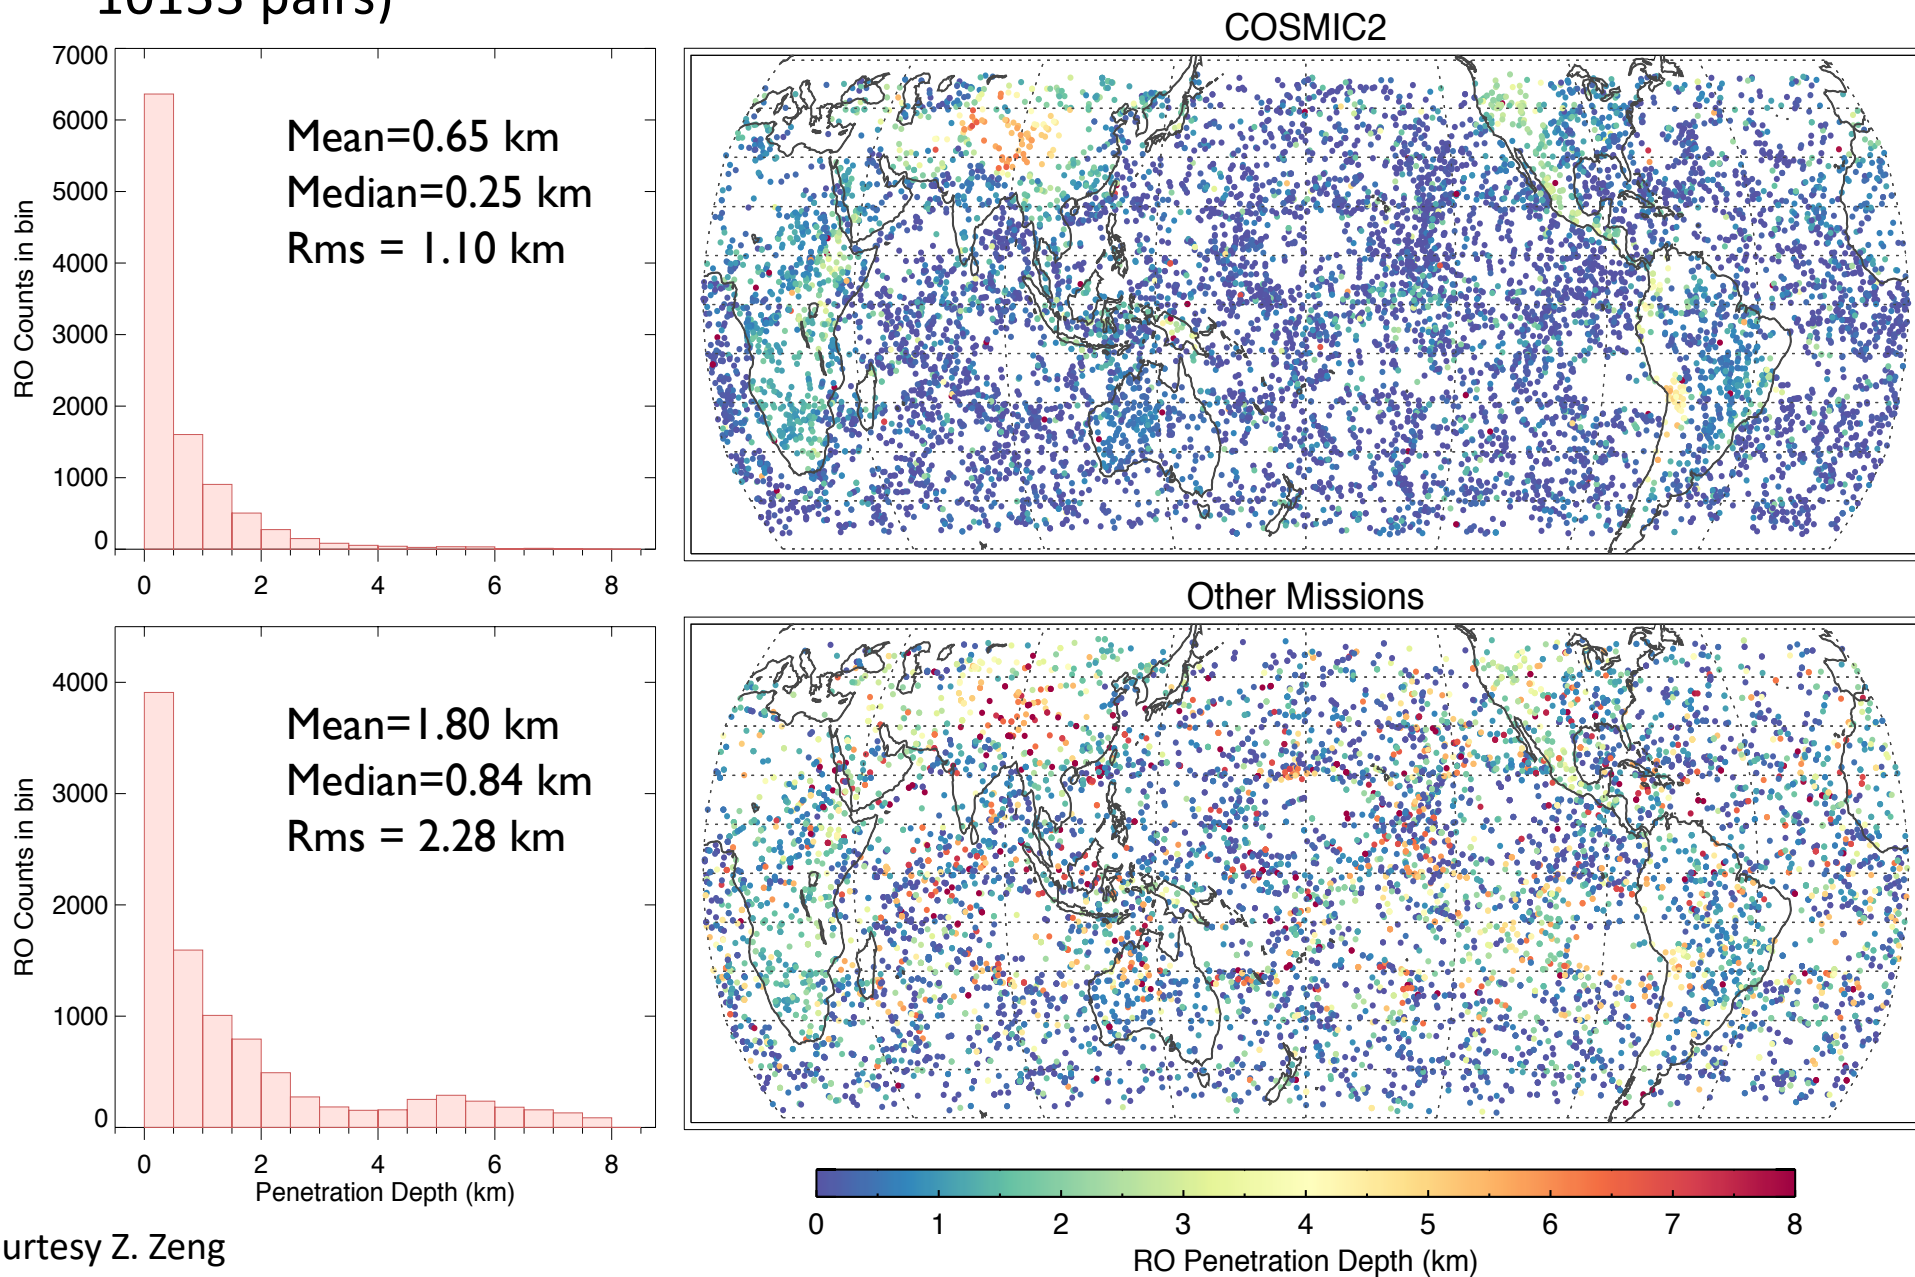 pairs)
COSMIC2
7000
6000
5000
4000
3000
2000
1000
0
RO Counts in bin
Mean=0.65 km
Median=0.25 km
Rms = 1.10 km
0 2 4 6 8
Other Missions
4000
3000
2000
1000
0
RO Counts in bin
Mean=1.80 km
Median=0.84 km
Rms = 2.28 km
0 2 4 6 8
Penetration Depth (km)
0 1 2 3 4 5 6 7 8
RO Penetration Depth (km)
urtesy Z. Zeng